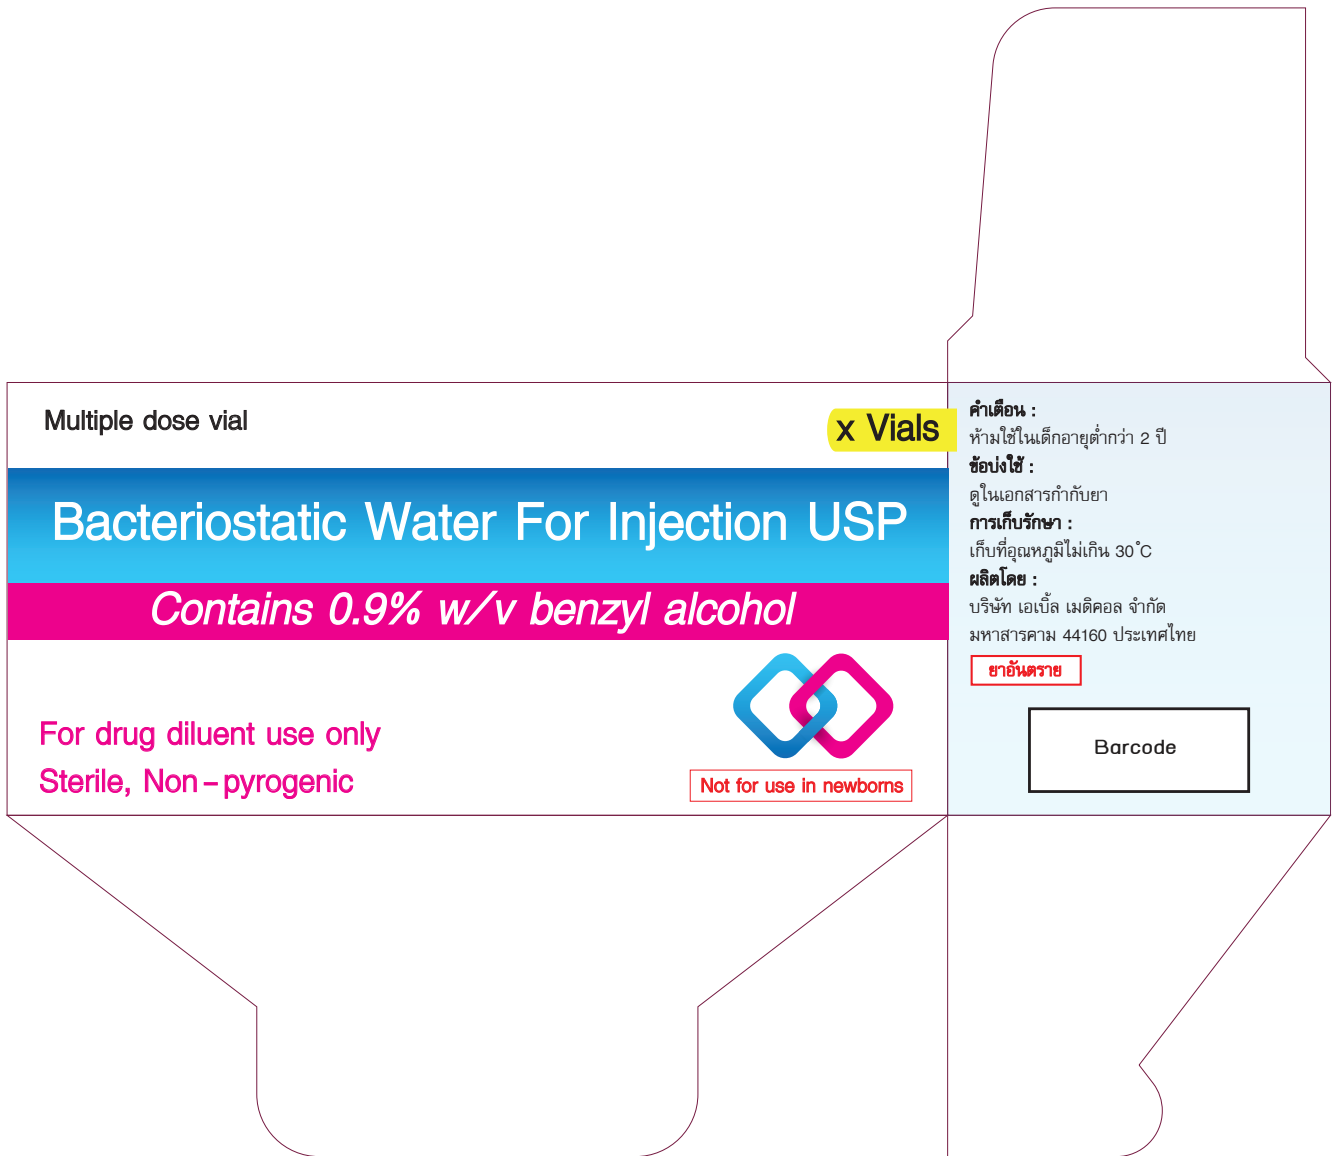 Multiple dose vial
x Vials
Bacteriostatic Water For Injection USP
Contains 0.9% w/v benzyl alcohol
For drug diluent use only
Sterile, Non-pyrogenic
Not for use in newborns
คำเตือน :
ห้ามใช้ในเด็กอายุต่ำกว่า 2 ปี
ข้อบ่งใช้ :
ดูในเอกสารกำกับยา
การเก็บรักษา :
เก็บที่อุณหภูมิไม่เกิน 30 °C
ผลิตโดย :
บริษัท เอเบิ้ล เมดิคอล จำกัด
มหาสารคาม 44160 ประเทศไทย
ยาอันตราย
Barcode